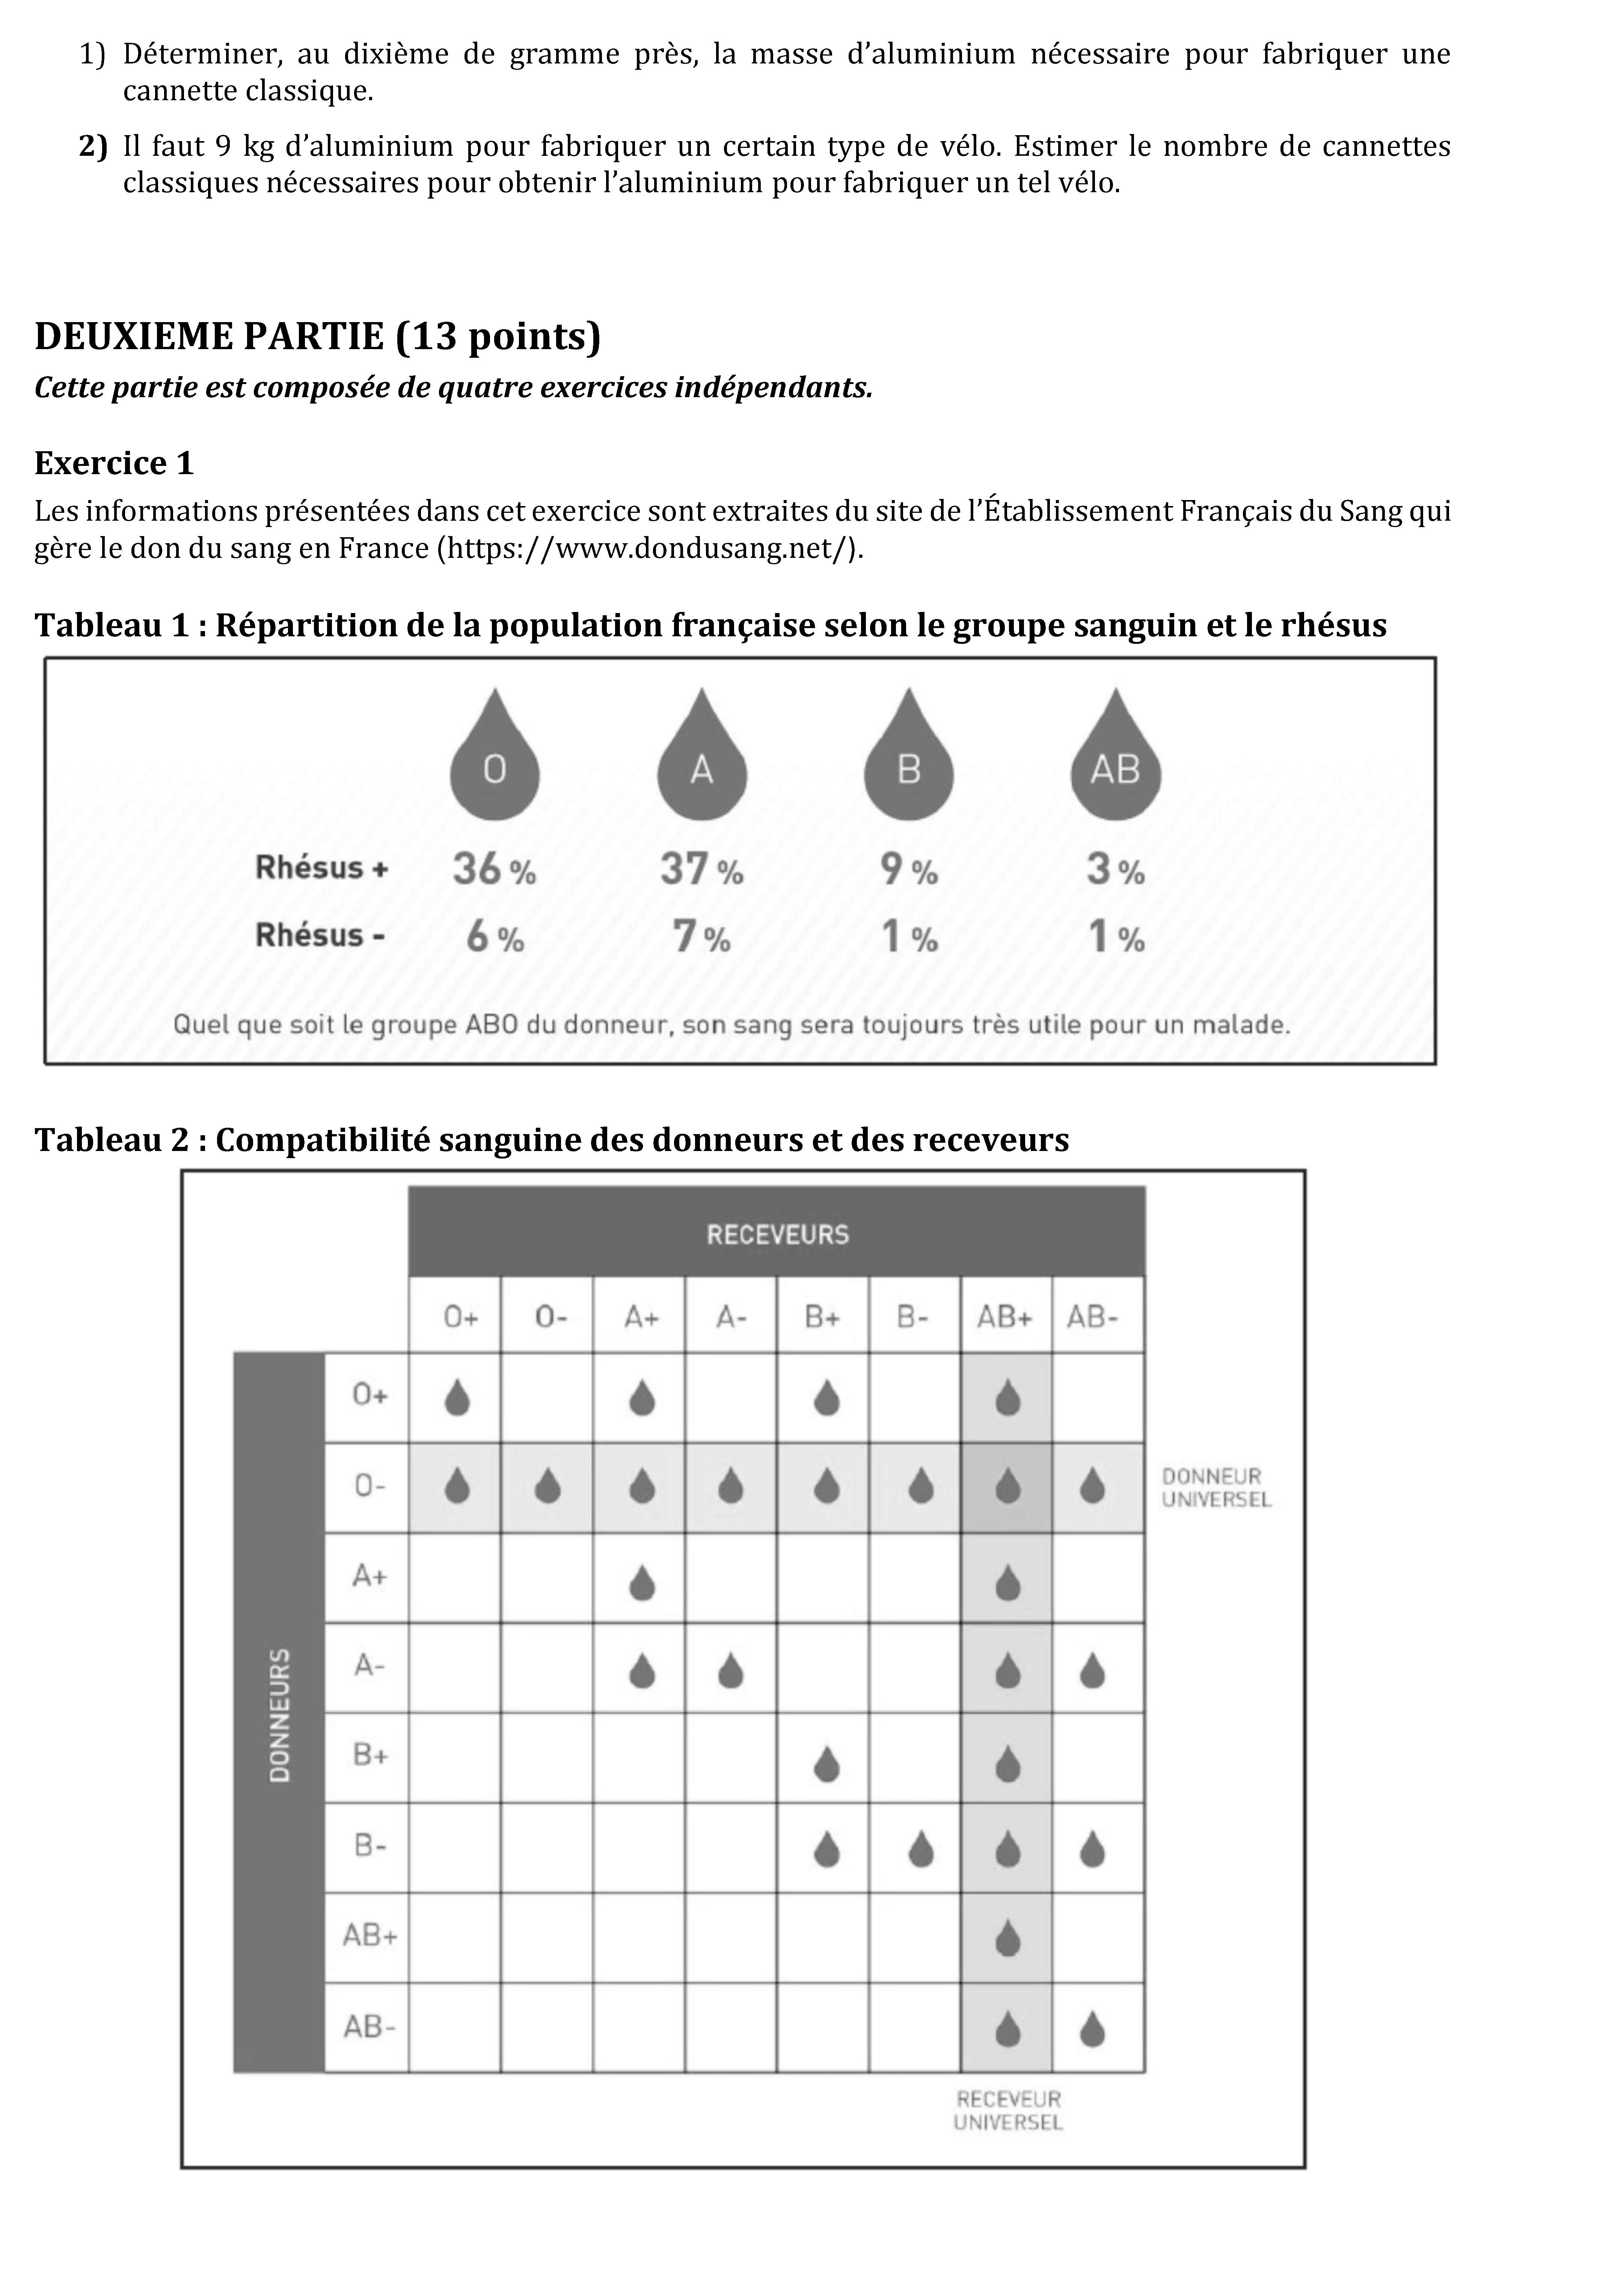 1) Déterminer, au dixième de gramme près, la masse d’aluminium nécessaire pour fabriquer une
cannette classique.
2) Il faut 9 kg d’aluminium pour fabriquer un certain type de vélo. Estimer le nombre de cannettes
classiques nécessaires pour obtenir l’aluminium pour fabriquer un tel vélo.
DEUXIEME PARTIE (13 points)
Cette partie est composée de quatre exercices indépendants.
Exercice 1
Les informations présentées dans cet exercice sont extraites du site de l’Établissement Français du Sang qui
gère le don du sang en France (https://www.dondusang.net/).
Tableau 1 : Répartition de la population française selon le groupe sanguin et le rhésus
O A B AB
Rhésus + 36 % 37 % 9 % 3 %
Rhésus - 6 % 7 % 1 % 1 %
Quel que soit le groupe ABO du donneur, son sang sera toujours très utile pour un malade.
Tableau 2 : Compatibilité sanguine des donneurs et des receveurs
RECEVEURS
O+ O- A+ A- B+ B- AB+ AB-
DONNEURS
O+
O-
DONNEUR
UNIVERSEL
A+
A-
B+
B-
AB+
AB-
RECEVEUR
UNIVERSEL